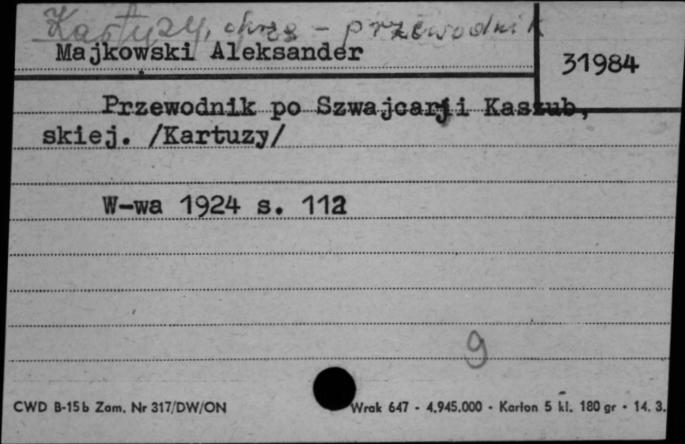 Kartuzy, okręg - przewodnik
Majkowski Aleksander
31984
Przewodnik po Szwajcarji Kaszub,
skiej. /Kartuzy/
W-wa 1924 s. 112
9
CWD B-15b Zam. Nr 317/DW/ON
Wrak 647 - 4.945.000 - Karton 5 kl. 180 gr - 14. 3.